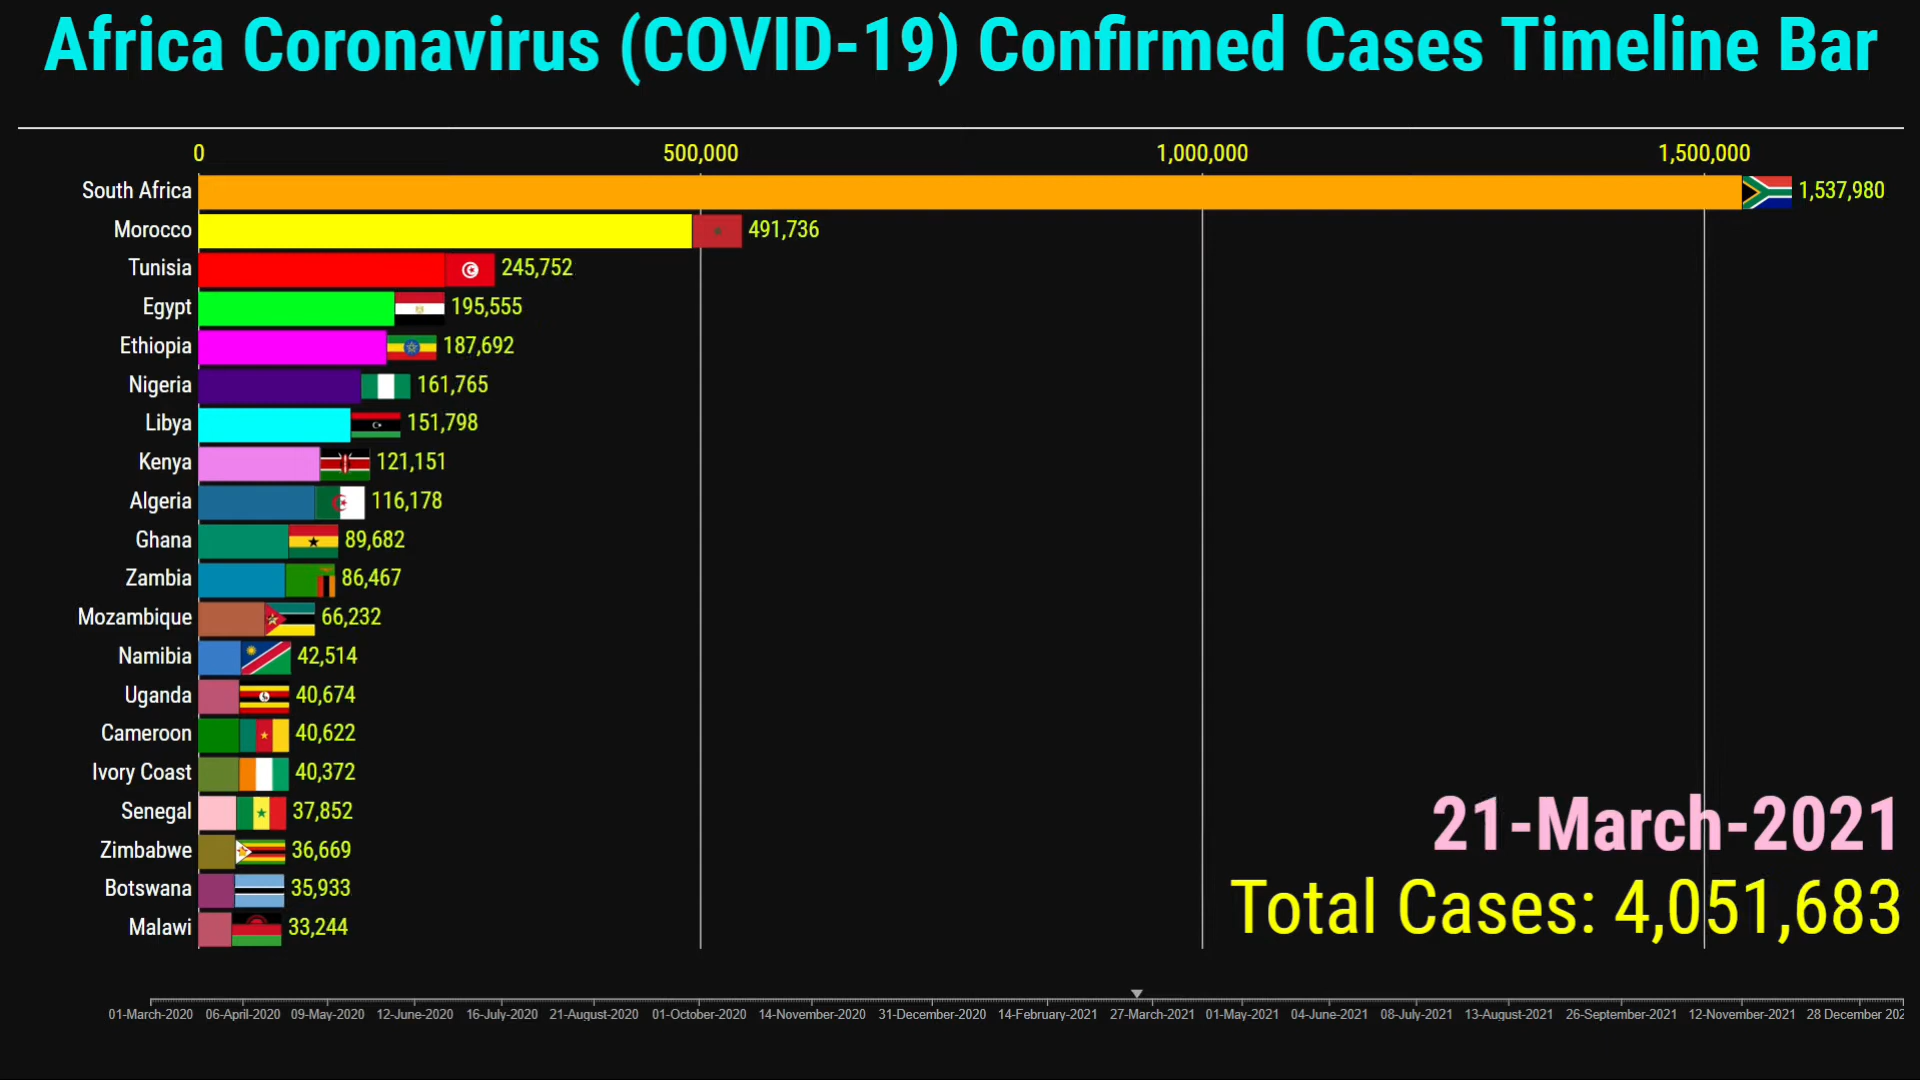 Africa Coronavirus (COVID-19) Confirmed Cases Timeline Bar
0 500,000 1,000,000 1,500,000
South Africa 1,537,980
Morocco 491,736
Tunisia 245,752
Egypt 195,555
Ethiopia 187,692
Nigeria 161,765
Libya 151,798
Kenya 121,151
Algeria 116,178
Ghana 89,682
Zambia 86,467
Mozambique 66,232
Namibia 42,514
Uganda 40,674
Cameroon 40,622
Ivory Coast 40,372
Senegal 37,852
Zimbabwe 36,669
Botswana 35,933
Malawi 33,244
21-March-2021
Total Cases: 4,051,683
01-March-2020 06-April-2020 09-May-2020 12-June-2020 16-July-2020 21-August-2020 01-October-2020 14-November-2020 31-December-2020 14-February-2021 27-March-2021 01-May-2021 04-June-2021 08-July-2021 13-August-2021 26-September-2021 12-November-2021 28 December 202